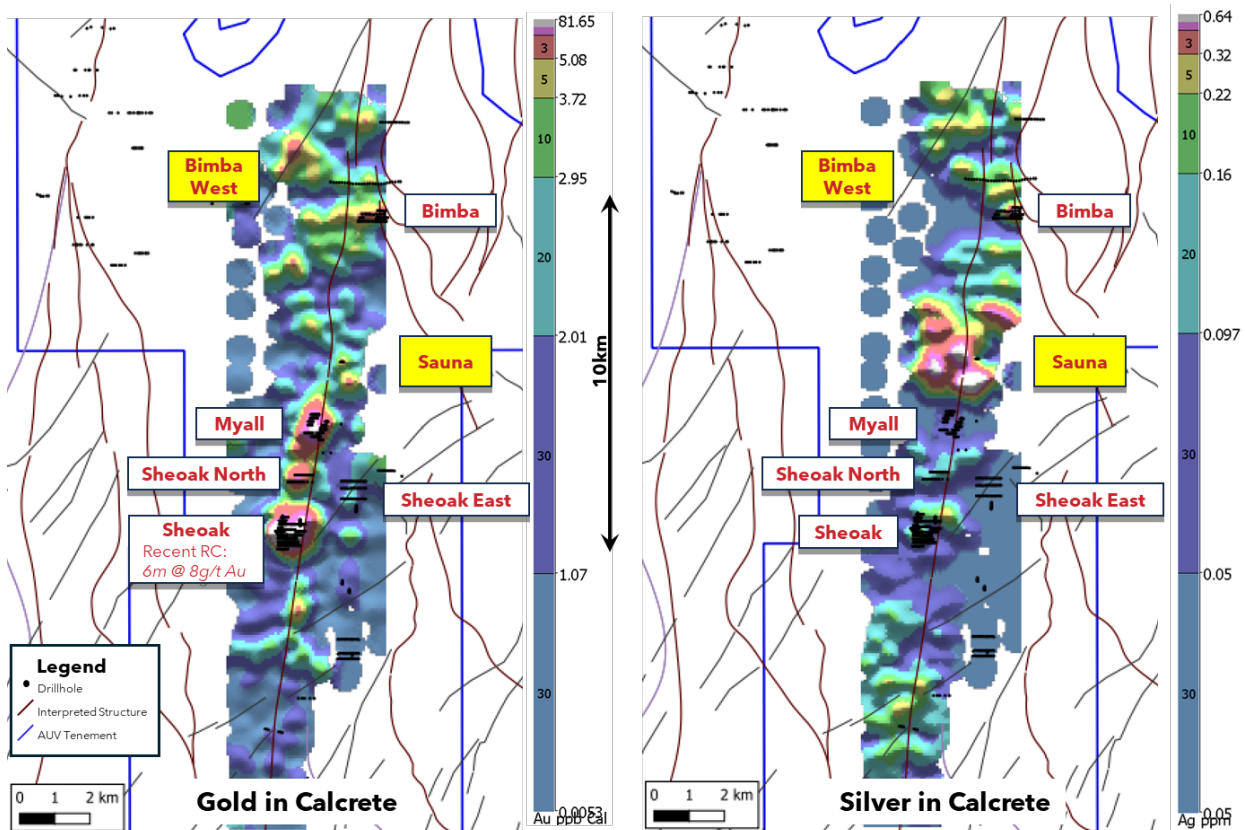 Bimba
West
Bimba
Sauna
Myall
Sheoak North
Sheoak East
Sheoak
Recent RC:
6m @ 8g/t Au
10km
Legend
Drillhole
Interpreted Structure
AUV Tenement
0 1 2 km
Gold in Calcrete
81.65
3
5.08
5
3.72
10
2.95
20
2.01
30
1.07
30
0.0053
Au ppb Cal
Bimba
West
Bimba
Sauna
Myall
Sheoak North
Sheoak East
Sheoak
0 1 2 km
Silver in Calcrete
0.64
3
0.32
5
0.22
10
0.16
20
0.097
30
0.05
30
0.05
Ag ppm